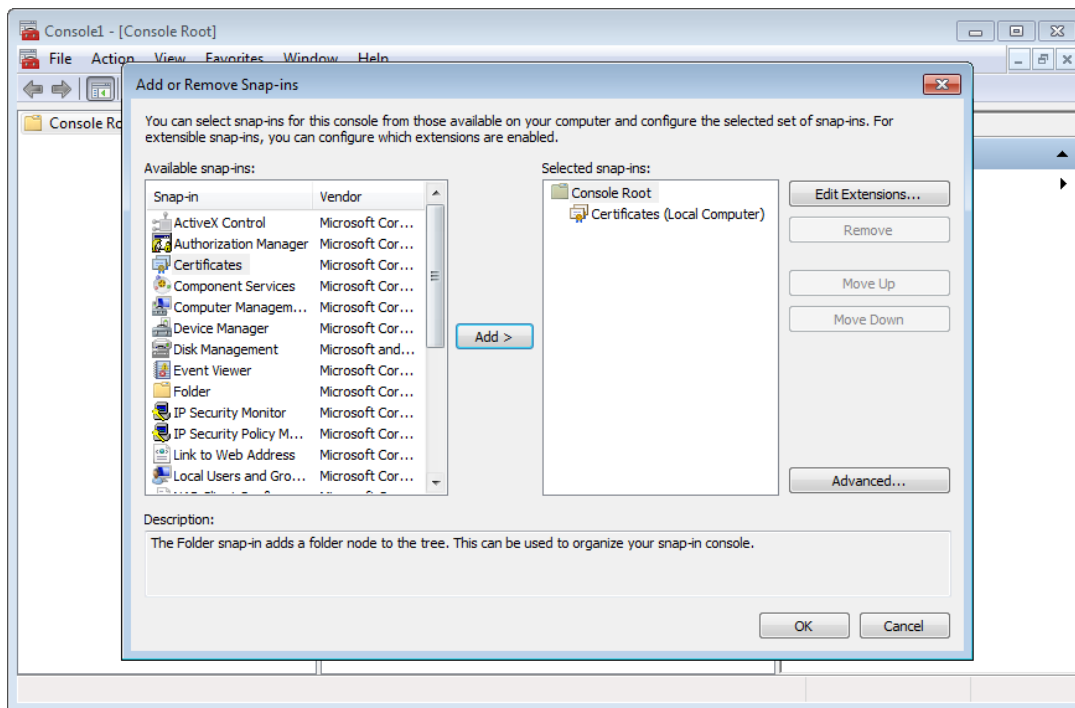 Console1 - [Console Root]
File Action View Favorites Window Help
Console Ro
Add or Remove Snap-ins
You can select snap-ins for this console from those available on your computer and configure the selected set of snap-ins. For
extensible snap-ins, you can configure which extensions are enabled.
Available snap-ins:
Snap-in Vendor
ActiveX Control Microsoft Cor...
Authorization Manager Microsoft Cor...
Certificates Microsoft Cor...
Component Services Microsoft Cor...
Computer Managem... Microsoft Cor...
Device Manager Microsoft Cor...
Disk Management Microsoft and...
Event Viewer Microsoft Cor...
Folder Microsoft Cor...
IP Security Monitor Microsoft Cor...
IP Security Policy M... Microsoft Cor...
Link to Web Address Microsoft Cor...
Local Users and Gro... Microsoft Cor...
Add >
Selected snap-ins:
Console Root
Certificates (Local Computer)
Edit Extensions...
Remove
Move Up
Move Down
Advanced...
Description:
The Folder snap-in adds a folder node to the tree. This can be used to organize your snap-in console.
OK
Cancel